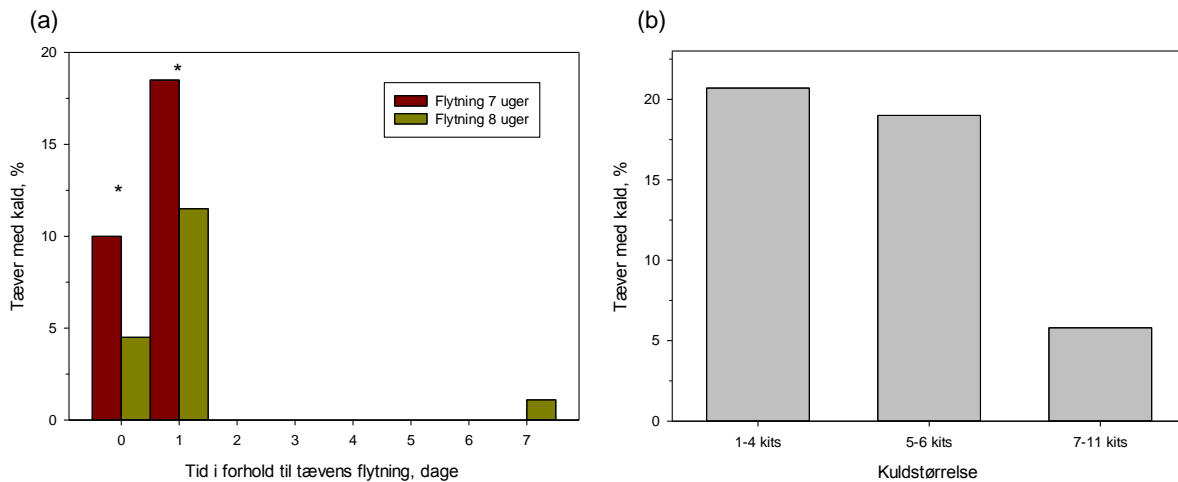 (a)
20
15
10
5
0
Tæver med kald, %
*
*
Flytning 7 uger
Flytning 8 uger
0 1 2 3 4 5 6 7
Tid i forhold til tævens flytning, dage
(b)
20
15
10
5
0
Tæver med kald, %
1-4 kits 5-6 kits 7-11 kits
Kuldstørrelse